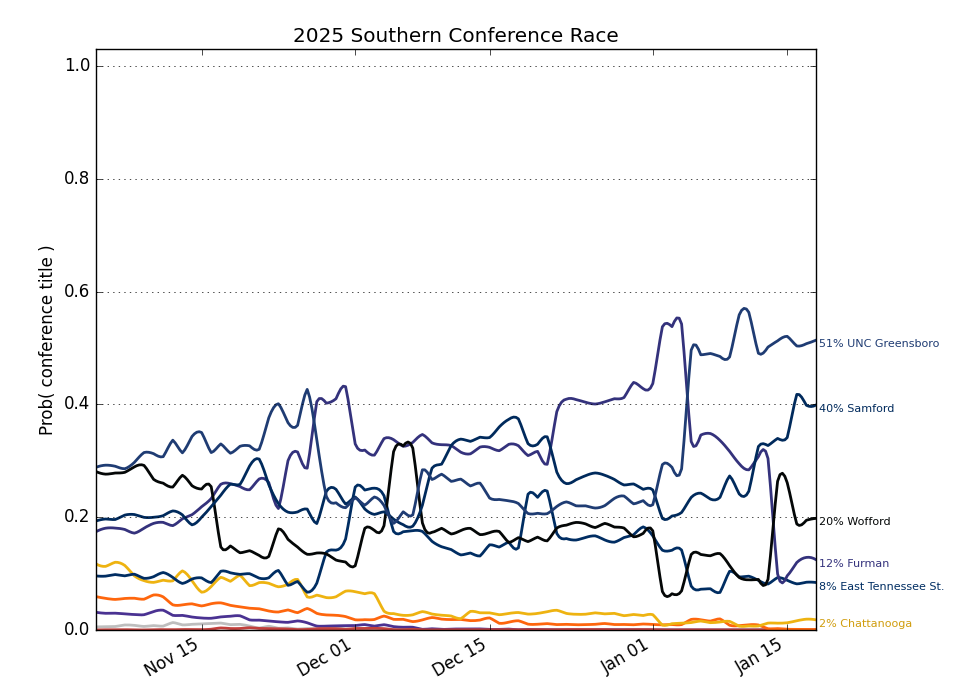 2025 Southern Conference Race
Prob( conference title )
1.0
0.8
0.6
0.4
0.2
0.0
51% UNC Greensboro
40% Samford
20% Wofford
12% Furman
8% East Tennessee St.
2% Chattanooga
Nov 15
Dec 01
Dec 15
Jan 01
Jan 15